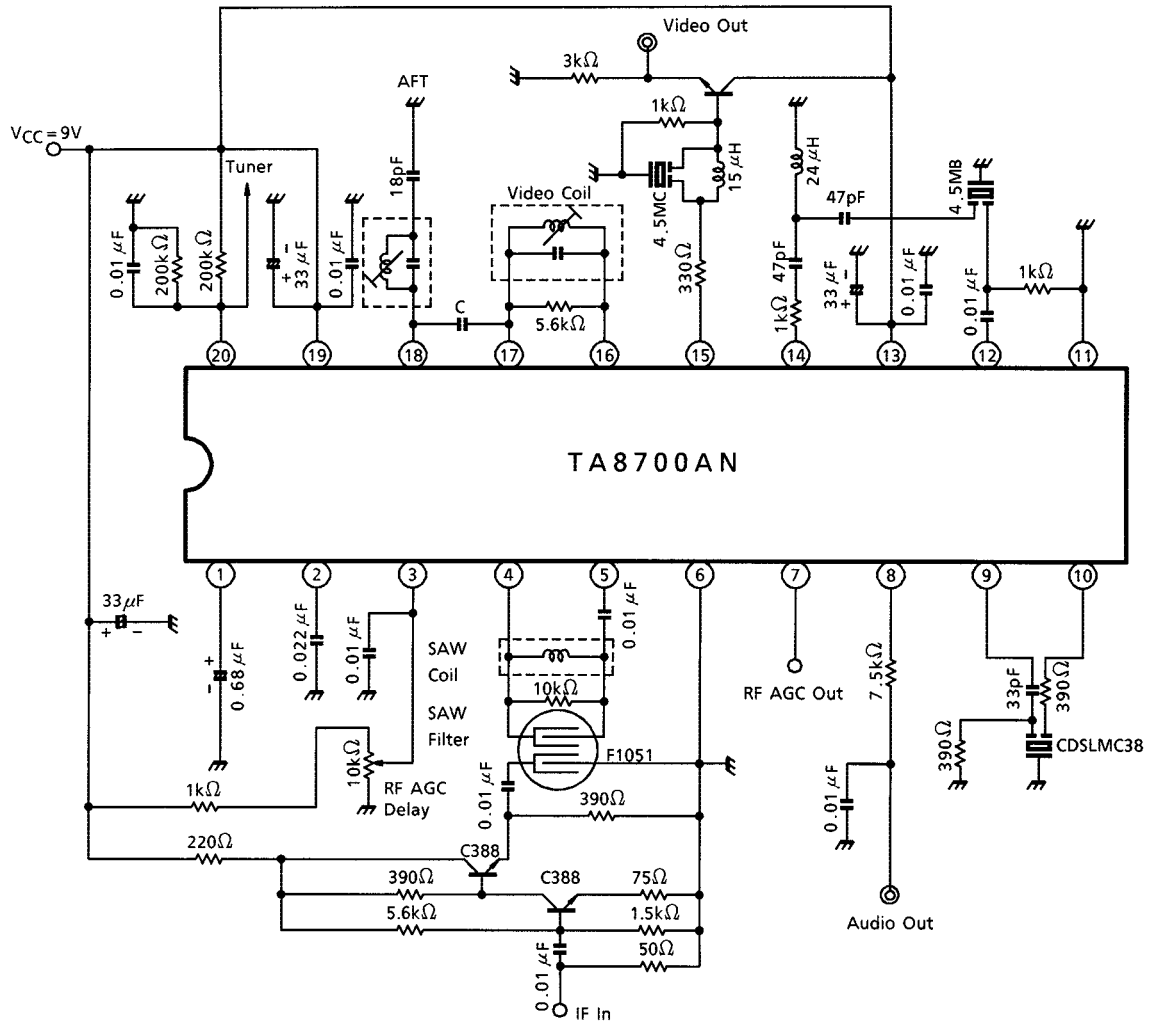 Video Out
3kΩ
AFT
1kΩ
VCC=9V
Tuner
18pF
Video Coil
4.5MC
15μH
24μH
47pF
4.5MB
0.01μF
200kΩ
200kΩ
33μF
+
-
0.01μF
C
5.6kΩ
330Ω
47pF
1kΩ
33μF
+
-
0.01μF
0.01μF
1kΩ
20
19
18
17
16
15
14
13
12
11
TA8700AN
1
2
3
4
5
6
7
8
9
10
33μF
+
-
+
-
0.68μF
0.022μF
0.01μF
SAW
Coil
SAW
Filter
0.01μF
10kΩ
F1051
RF AGC Out
7.5kΩ
33pF
390Ω
390Ω
CDSLMC38
10kΩ
RF AGC
Delay
1kΩ
0.01μF
390Ω
0.01μF
220Ω
C388
390Ω
C388
75Ω
5.6kΩ
1.5kΩ
50Ω
0.01μF
IF In
Audio Out